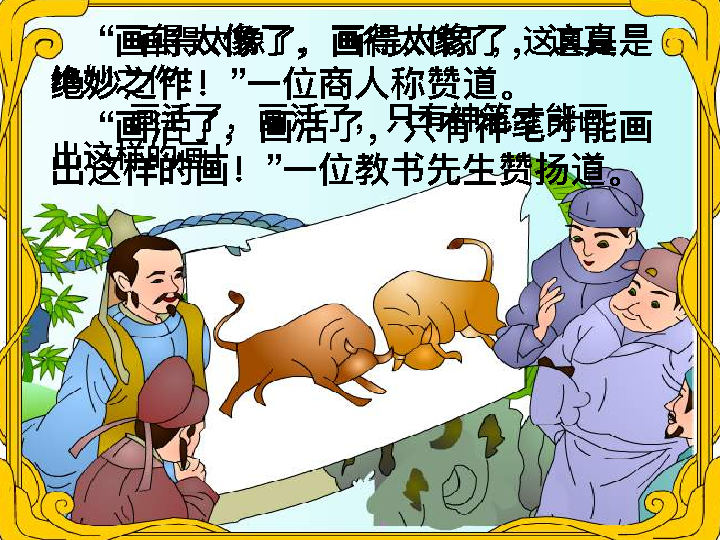 “画得太像了，画得太像了，这真是
绝妙之作！”一位商人称赞道。
“画活了，画活了，只有神笔才能画
出这样的画！”一位教书先生赞扬道。